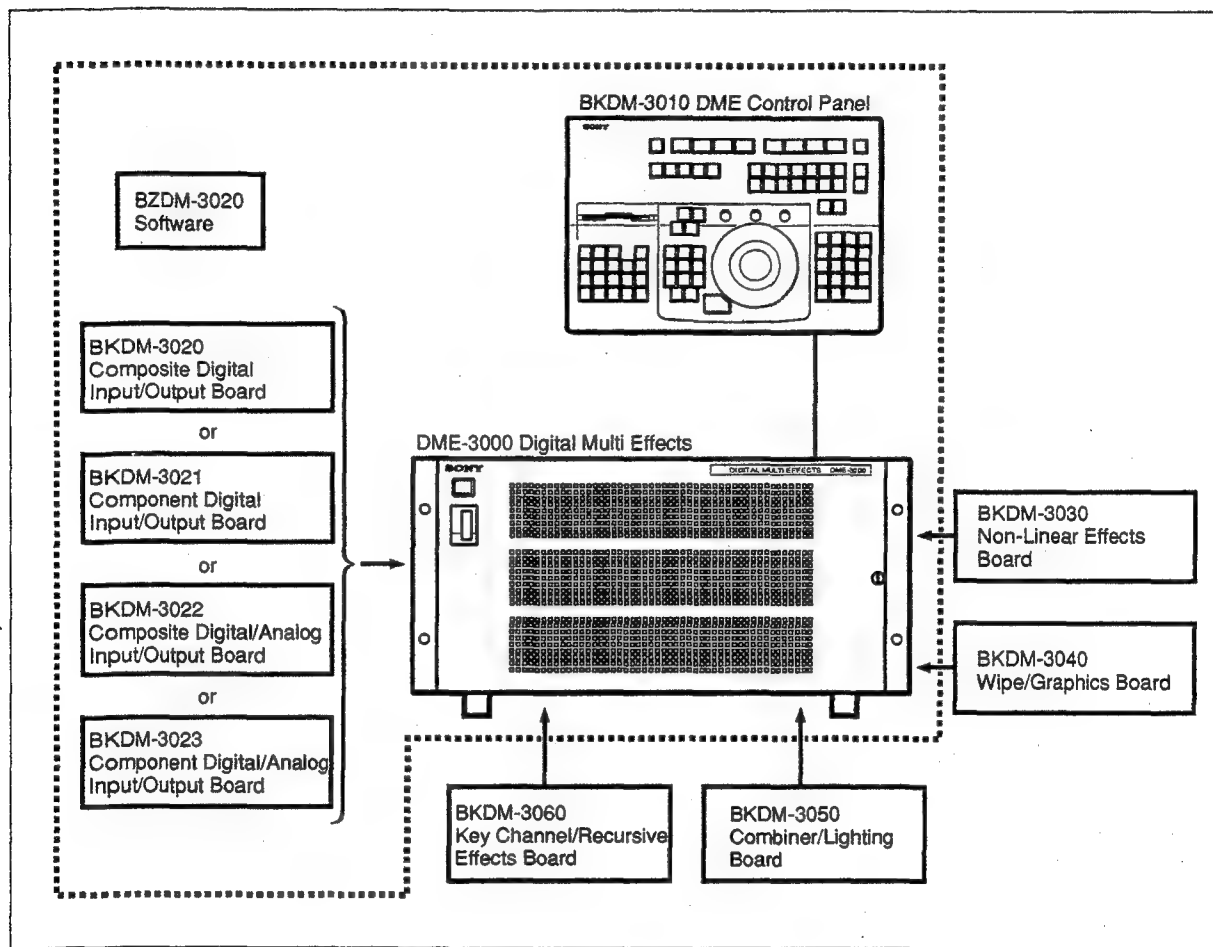 BKDM-3010 DME Control Panel
SONY
BZDM-3020
Software
BKDM-3020
Composite Digital
Input/Output Board
or
BKDM-3021
Component Digital
Input/Output Board
or
BKDM-3022
Composite Digital/Analog
Input/Output Board
or
BKDM-3023
Component Digital/Analog
Input/Output Board
DME-3000 Digital Multi Effects
SONY
DIGITAL MULTI EFFECTS DME-3000
BKDM-3030
Non-Linear Effects
Board
BKDM-3040
Wipe/Graphics Board
BKDM-3060
Key Channel/Recursive
Effects Board
BKDM-3050
Combiner/Lighting
Board